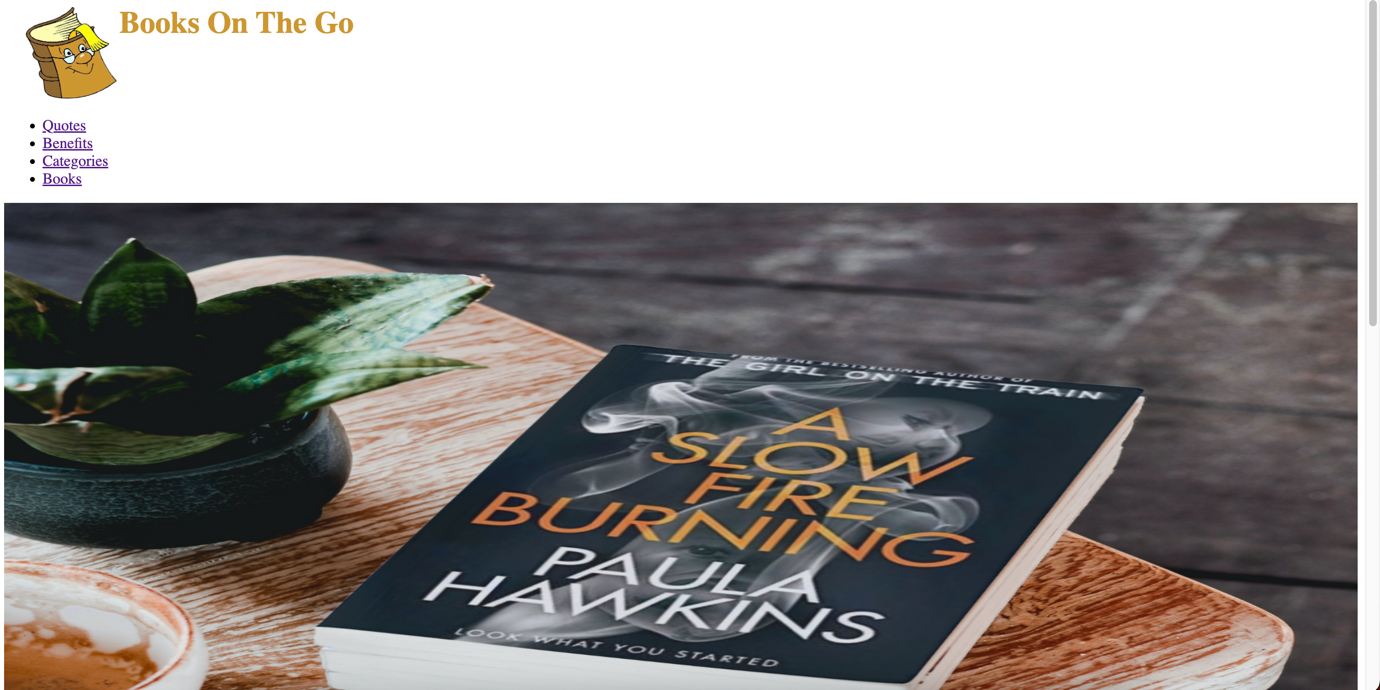 Books On The Go
Quotes
Benefits
Categories
Books
FROM THE BESTSELLING AUTHOR OF
THE GIRL ON THE TRAIN
A
SLOW
FIRE
BURNING
PAULA
HAWKINS
LOOK WHAT YOU STARTED